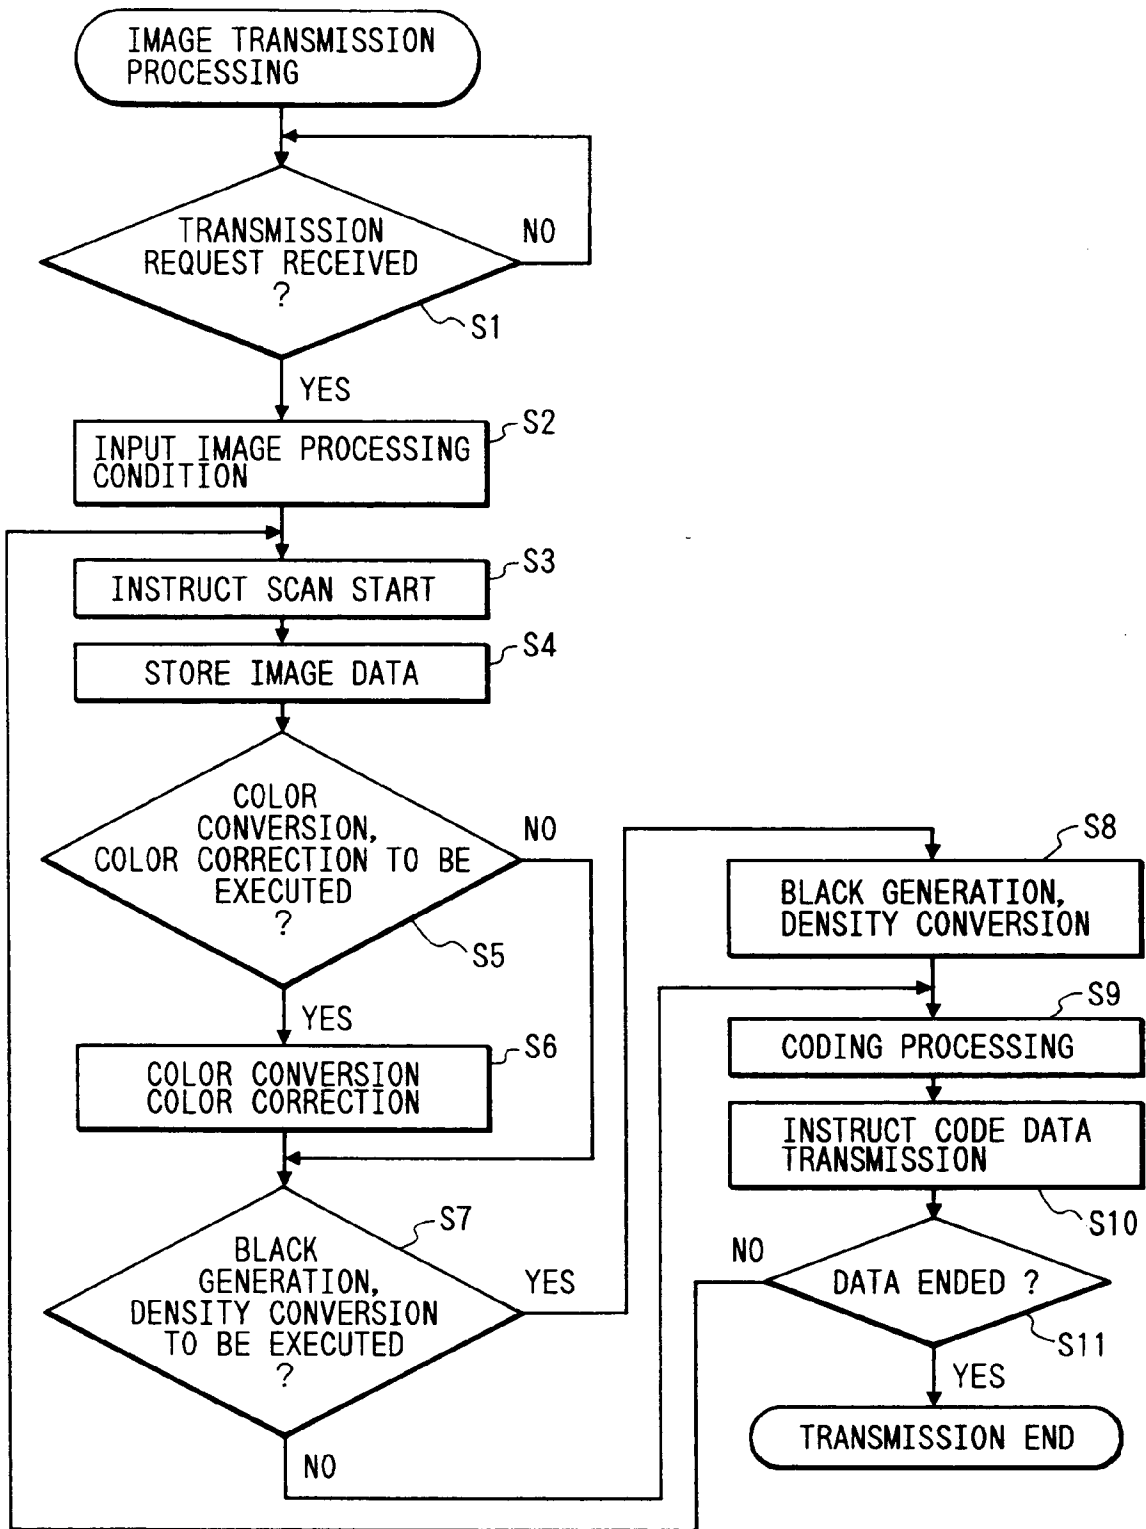 IMAGE TRANSMISSION
PROCESSING
TRANSMISSION
REQUEST RECEIVED
?
NO
S1
YES
S2
INPUT IMAGE PROCESSING
CONDITION
S3
INSTRUCT SCAN START
S4
STORE IMAGE DATA
COLOR
CONVERSION,
COLOR CORRECTION TO BE
EXECUTED
?
NO
S5
YES
S6
COLOR CONVERSION
COLOR CORRECTION
S7
BLACK
GENERATION,
DENSITY CONVERSION
TO BE EXECUTED
?
YES
NO
S8
BLACK GENERATION,
DENSITY CONVERSION
S9
CODING PROCESSING
INSTRUCT CODE DATA
TRANSMISSION
S10
NO
DATA ENDED ?
S11
YES
TRANSMISSION END